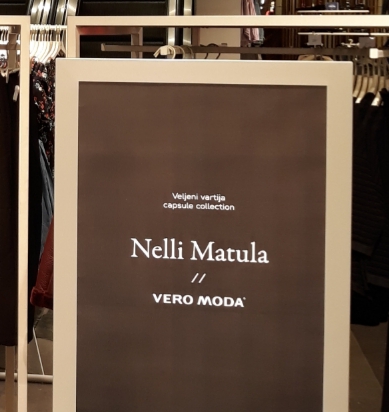 Veljeni vartija
capsule collection
Nelli Matula
//
VERO MODA